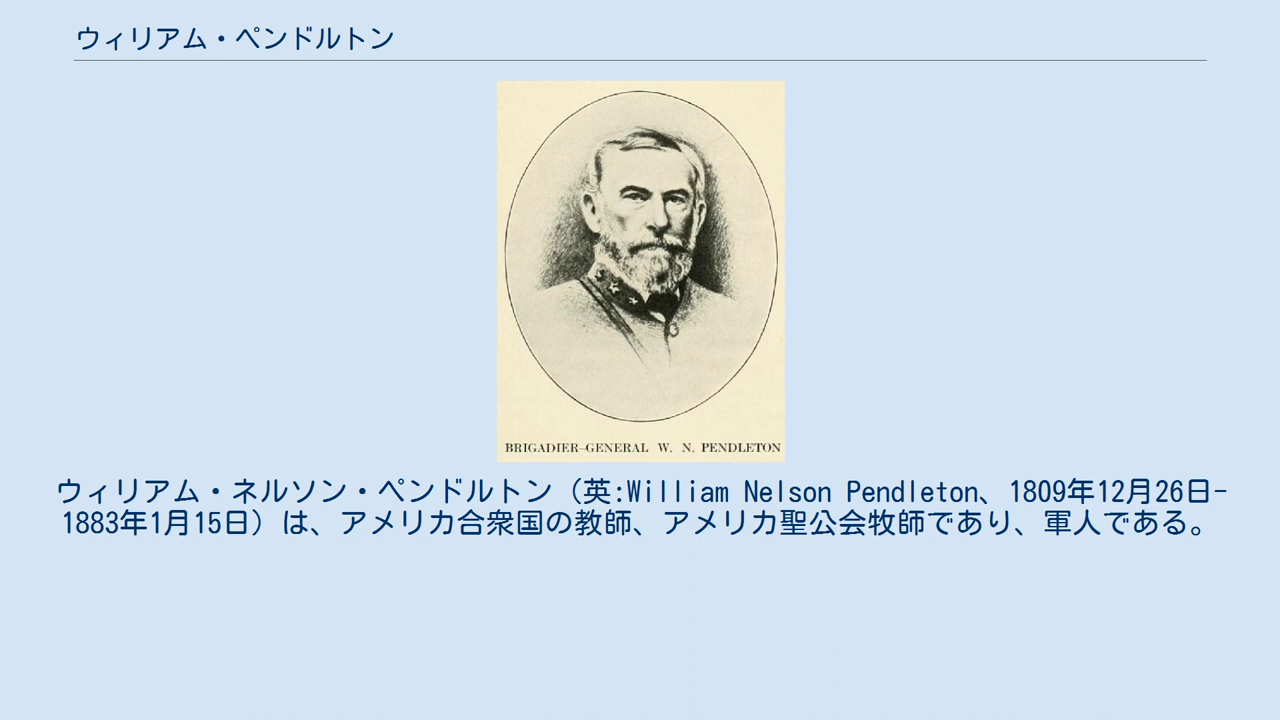 ウィリアム・ペンドルトン
BRIGADIER-GENERAL W. N. PENDLETON
ウィリアム・ネルソン・ペンドルトン（英:William Nelson Pendleton、1809年12月26日-
1883年1月15日）は、アメリカ合衆国の教師、アメリカ聖公会牧師であり、軍人である。